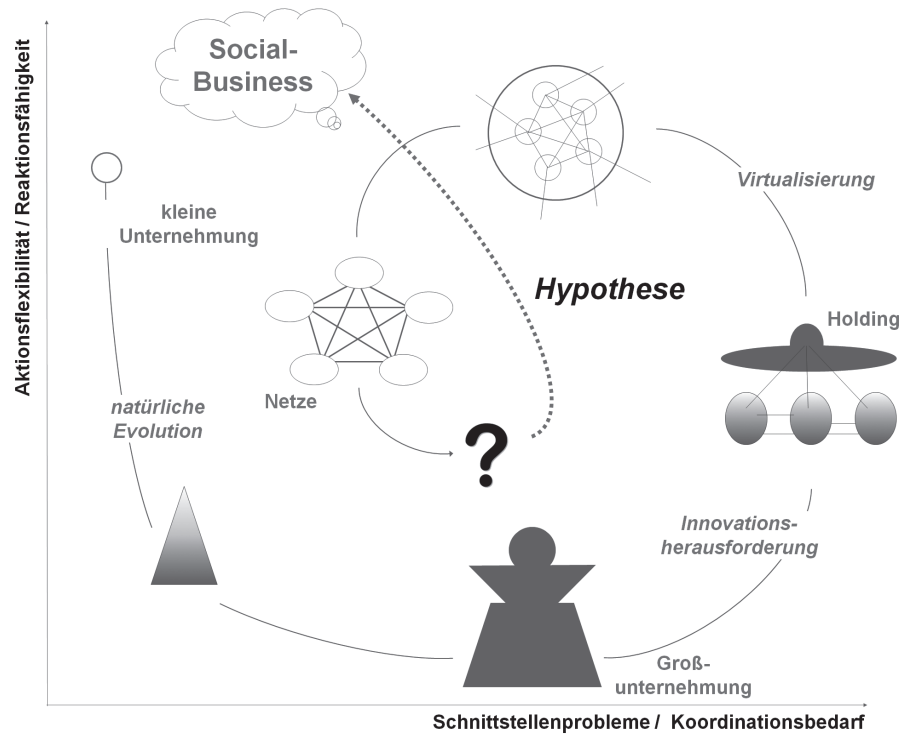 Social-
Business
Aktionsflexibilität / Reaktionsfähigkeit
Virtualisierung
kleine
Unternehmung
Hypothese
Holding
Netze
natürliche
Evolution
?
Innovations-
herausforderung
Groß-
unternehmung
Schnittstellenprobleme / Koordinationsbedarf